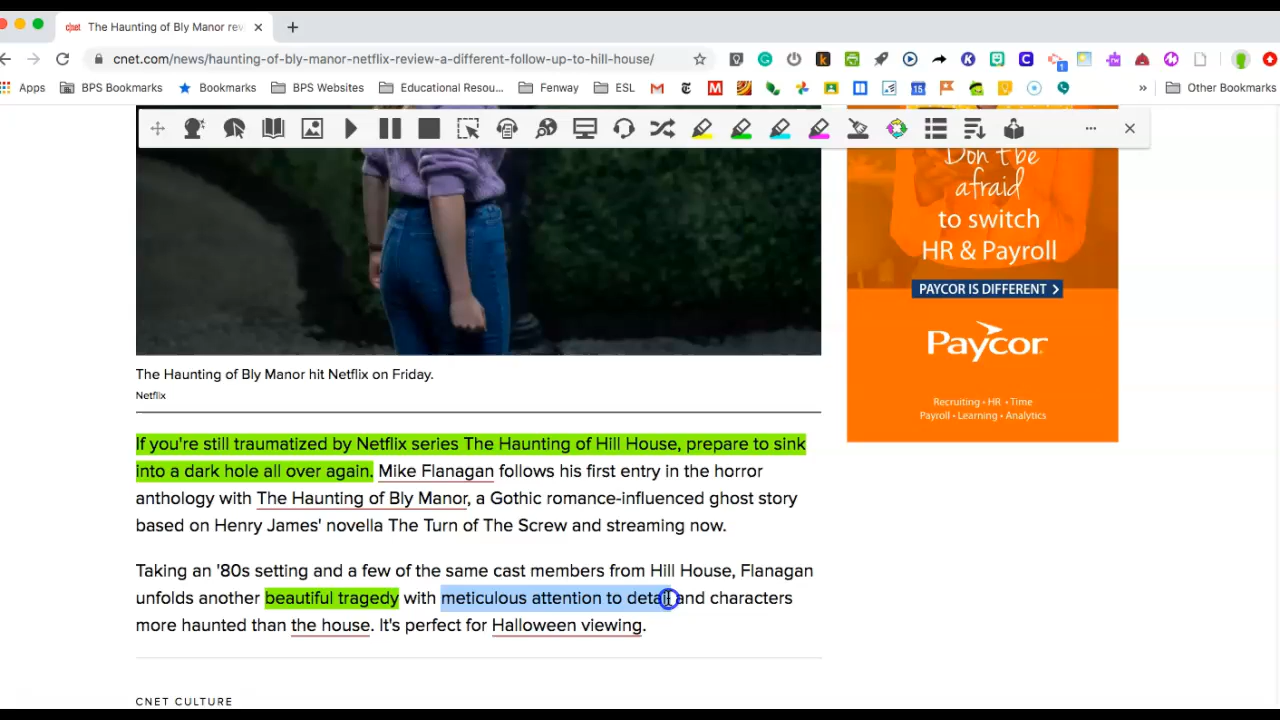 The Haunting of Bly Manor rev
cnet.com/news/haunting-of-bly-manor-netflix-review-a-different-follow-up-to-hill-house/
Apps BPS Bookmarks Bookmarks BPS Websites Educational Resou... Fenway ESL Other Bookmarks
Don't be
afraid
to switch
HR & Payroll
PAYCOR IS DIFFERENT
Paycor
Recruiting • HR • Time
Payroll • Learning • Analytics
The Haunting of Bly Manor hit Netflix on Friday.
Netflix
If you're still traumatized by Netflix series The Haunting of Hill House, prepare to sink
into a dark hole all over again. Mike Flanagan follows his first entry in the horror
anthology with The Haunting of Bly Manor, a Gothic romance-influenced ghost story
based on Henry James' novella The Turn of The Screw and streaming now.
Taking an '80s setting and a few of the same cast members from Hill House, Flanagan
unfolds another beautiful tragedy with meticulous attention to detail and characters
more haunted than the house. It's perfect for Halloween viewing.
CNET CULTURE